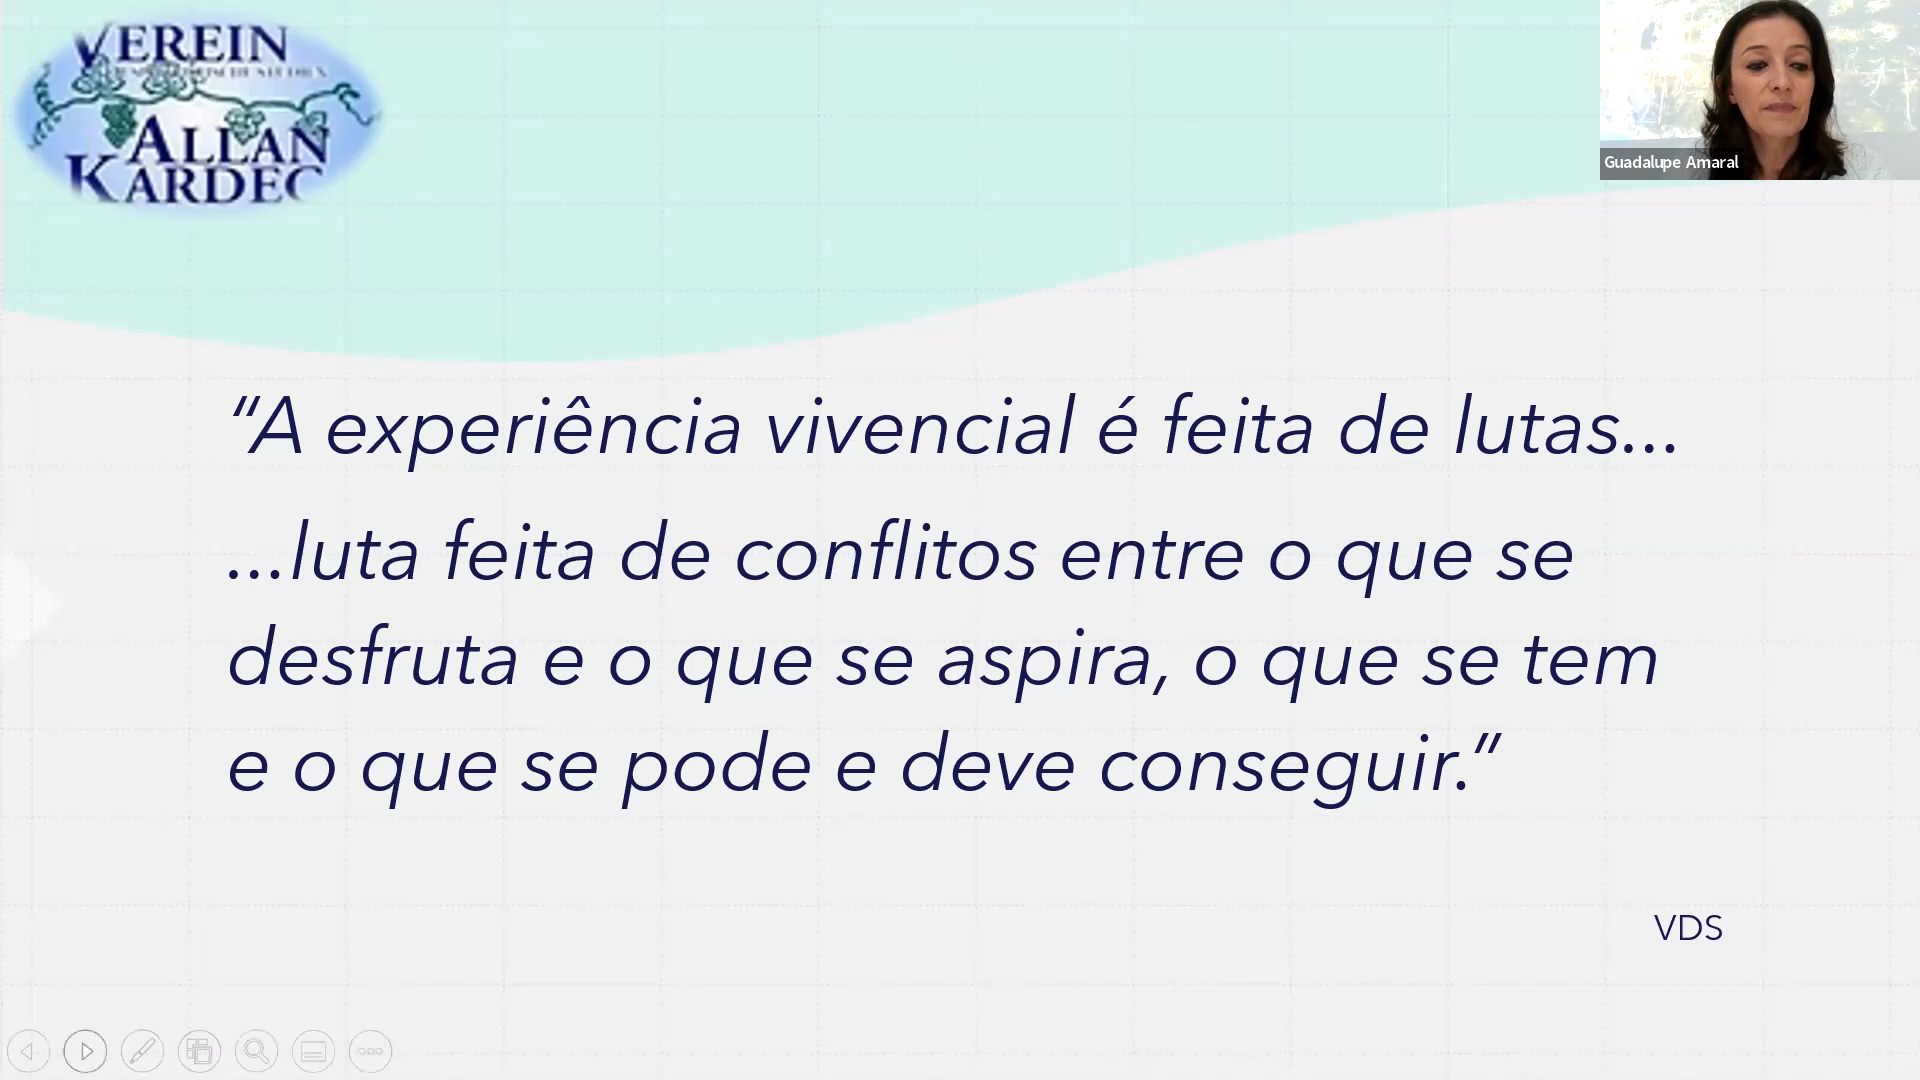 VEREIN
ALLAN
KARDEC
Guadalupe Amaral
“A experiência vivencial é feita de lutas...
...luta feita de conflitos entre o que se
desfruta e o que se aspira, o que se tem
e o que se pode e deve conseguir.”
VDS